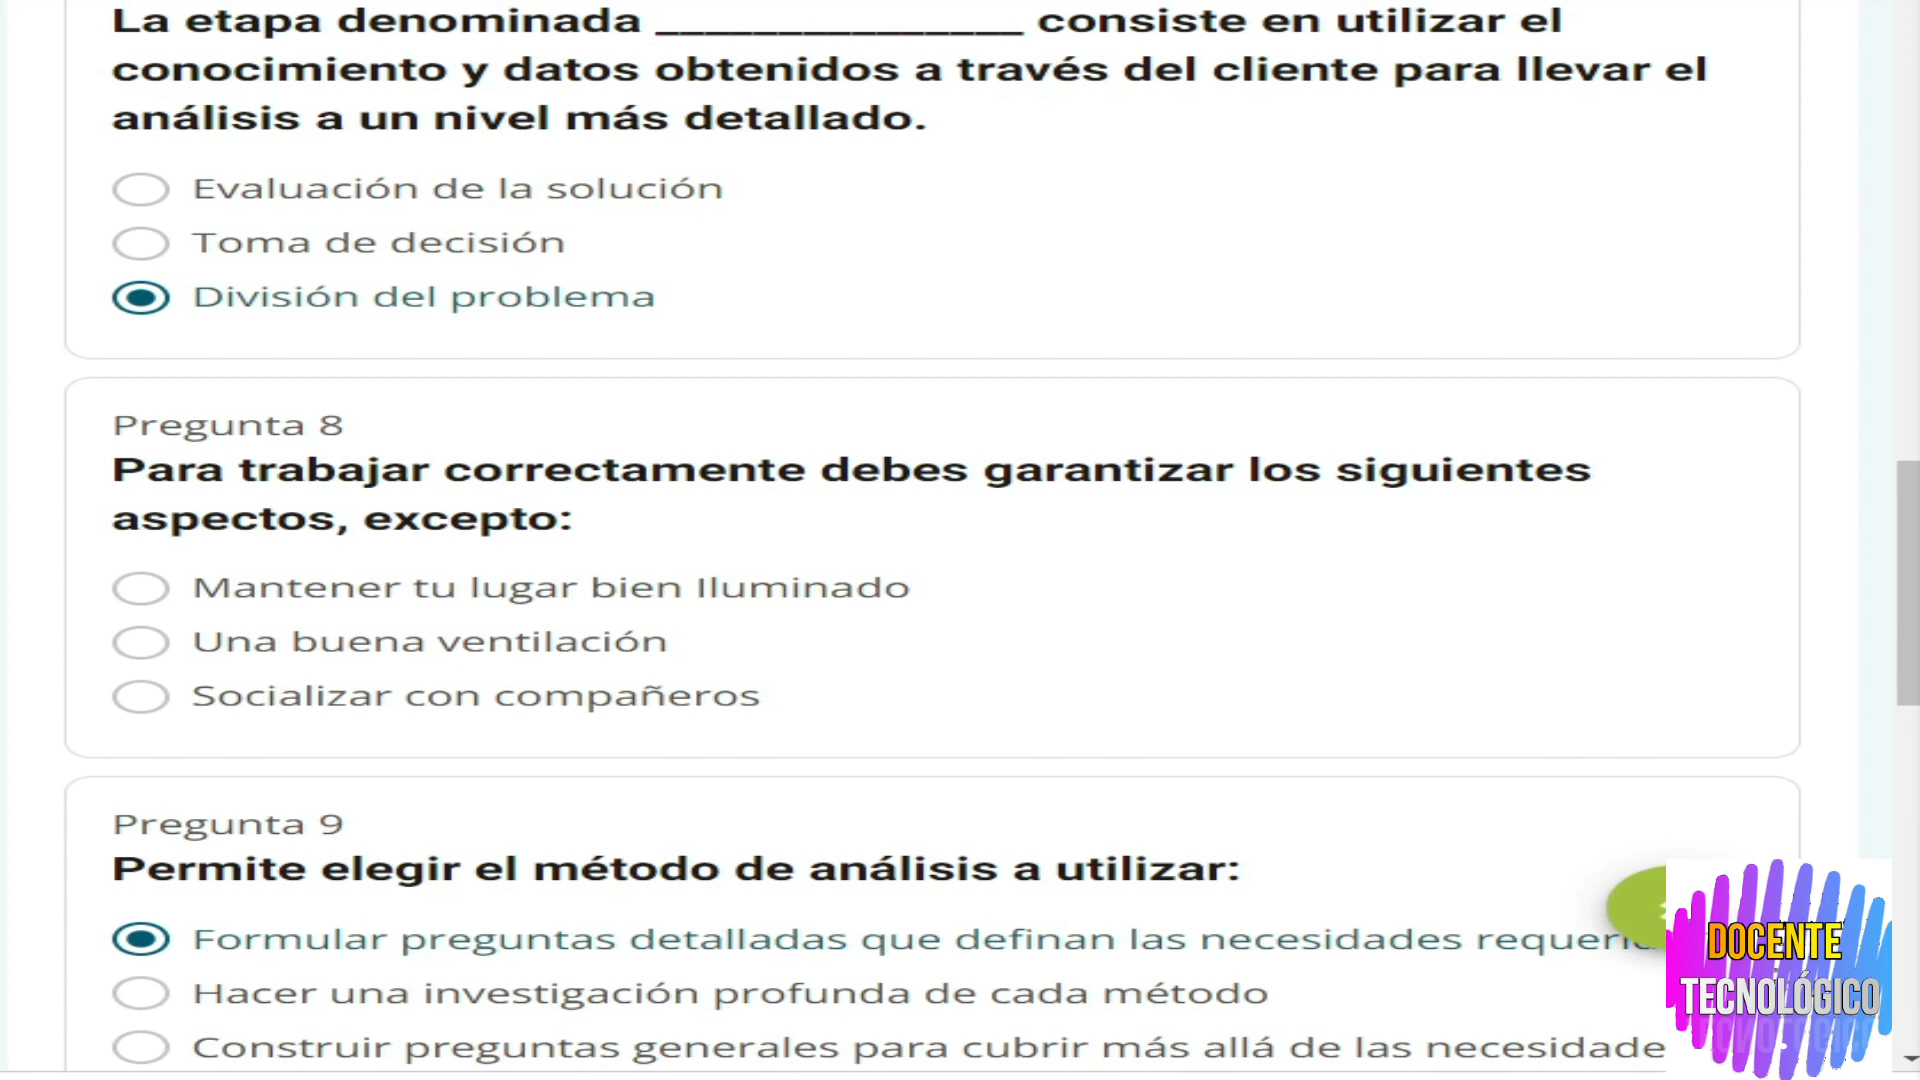 La etapa denominada _______________ consiste en utilizar el
conocimiento y datos obtenidos a través del cliente para llevar el
análisis a un nivel más detallado.
Evaluación de la solución
Toma de decisión
División del problema
Pregunta 8
Para trabajar correctamente debes garantizar los siguientes
aspectos, excepto:
Mantener tu lugar bien Iluminado
Una buena ventilación
Socializar con compañeros
Pregunta 9
Permite elegir el método de análisis a utilizar:
Formular preguntas detalladas que definan las necesidades
Hacer una investigación profunda de cada método
Construir preguntas generales para cubrir más allá de las
DOCENTE
TECNOLÓGICO